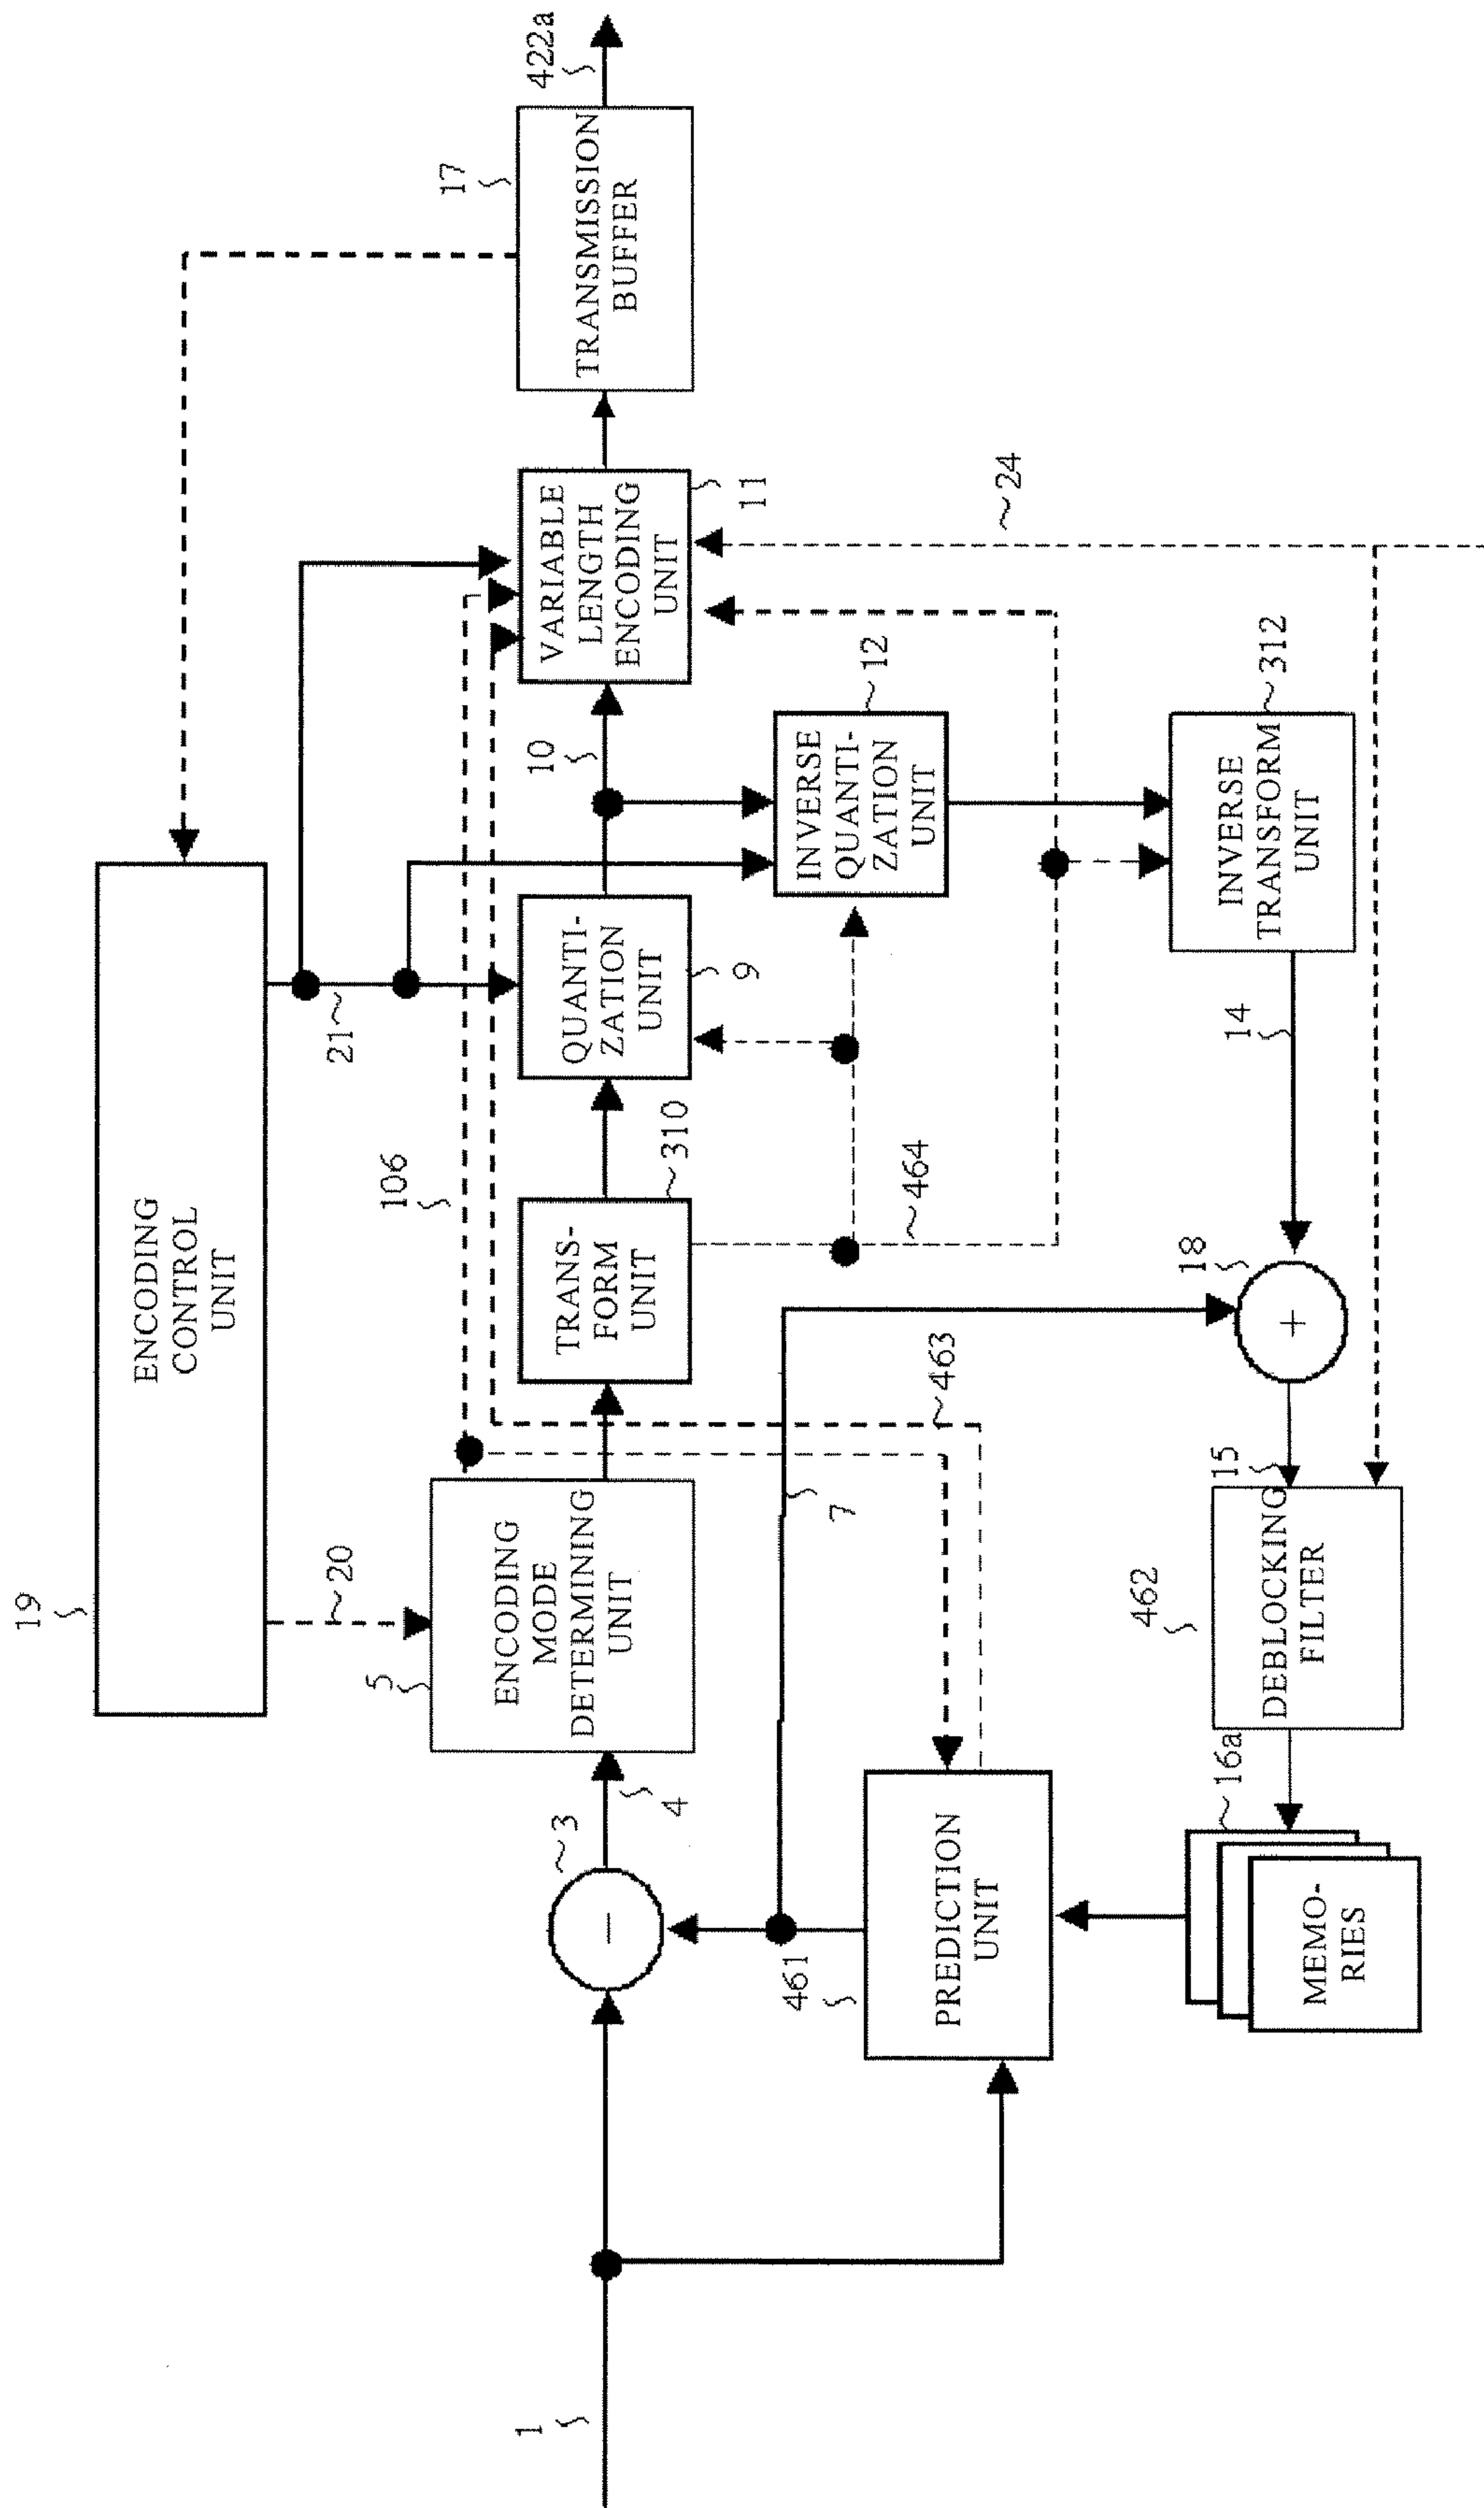 19
ENCODING
CONTROL
UNIT
20
21
106
17
TRANSMISSION
BUFFER
422a
1
3
4
5
ENCODING
MODE
DETERMINING
UNIT
TRANS-
FORM
UNIT
310
QUANTI-
ZATION
UNIT
9
10
VARIABLE
LENGTH
ENCODING
UNIT
11
461
PREDICTION
UNIT
7
463
464
INVERSE
QUANTI-
ZATION
UNIT
12
24
MEMO-
RIES
16a
462
DEBLOCKING
FILTER
15
18
+
14
INVERSE
TRANSFORM
UNIT
312